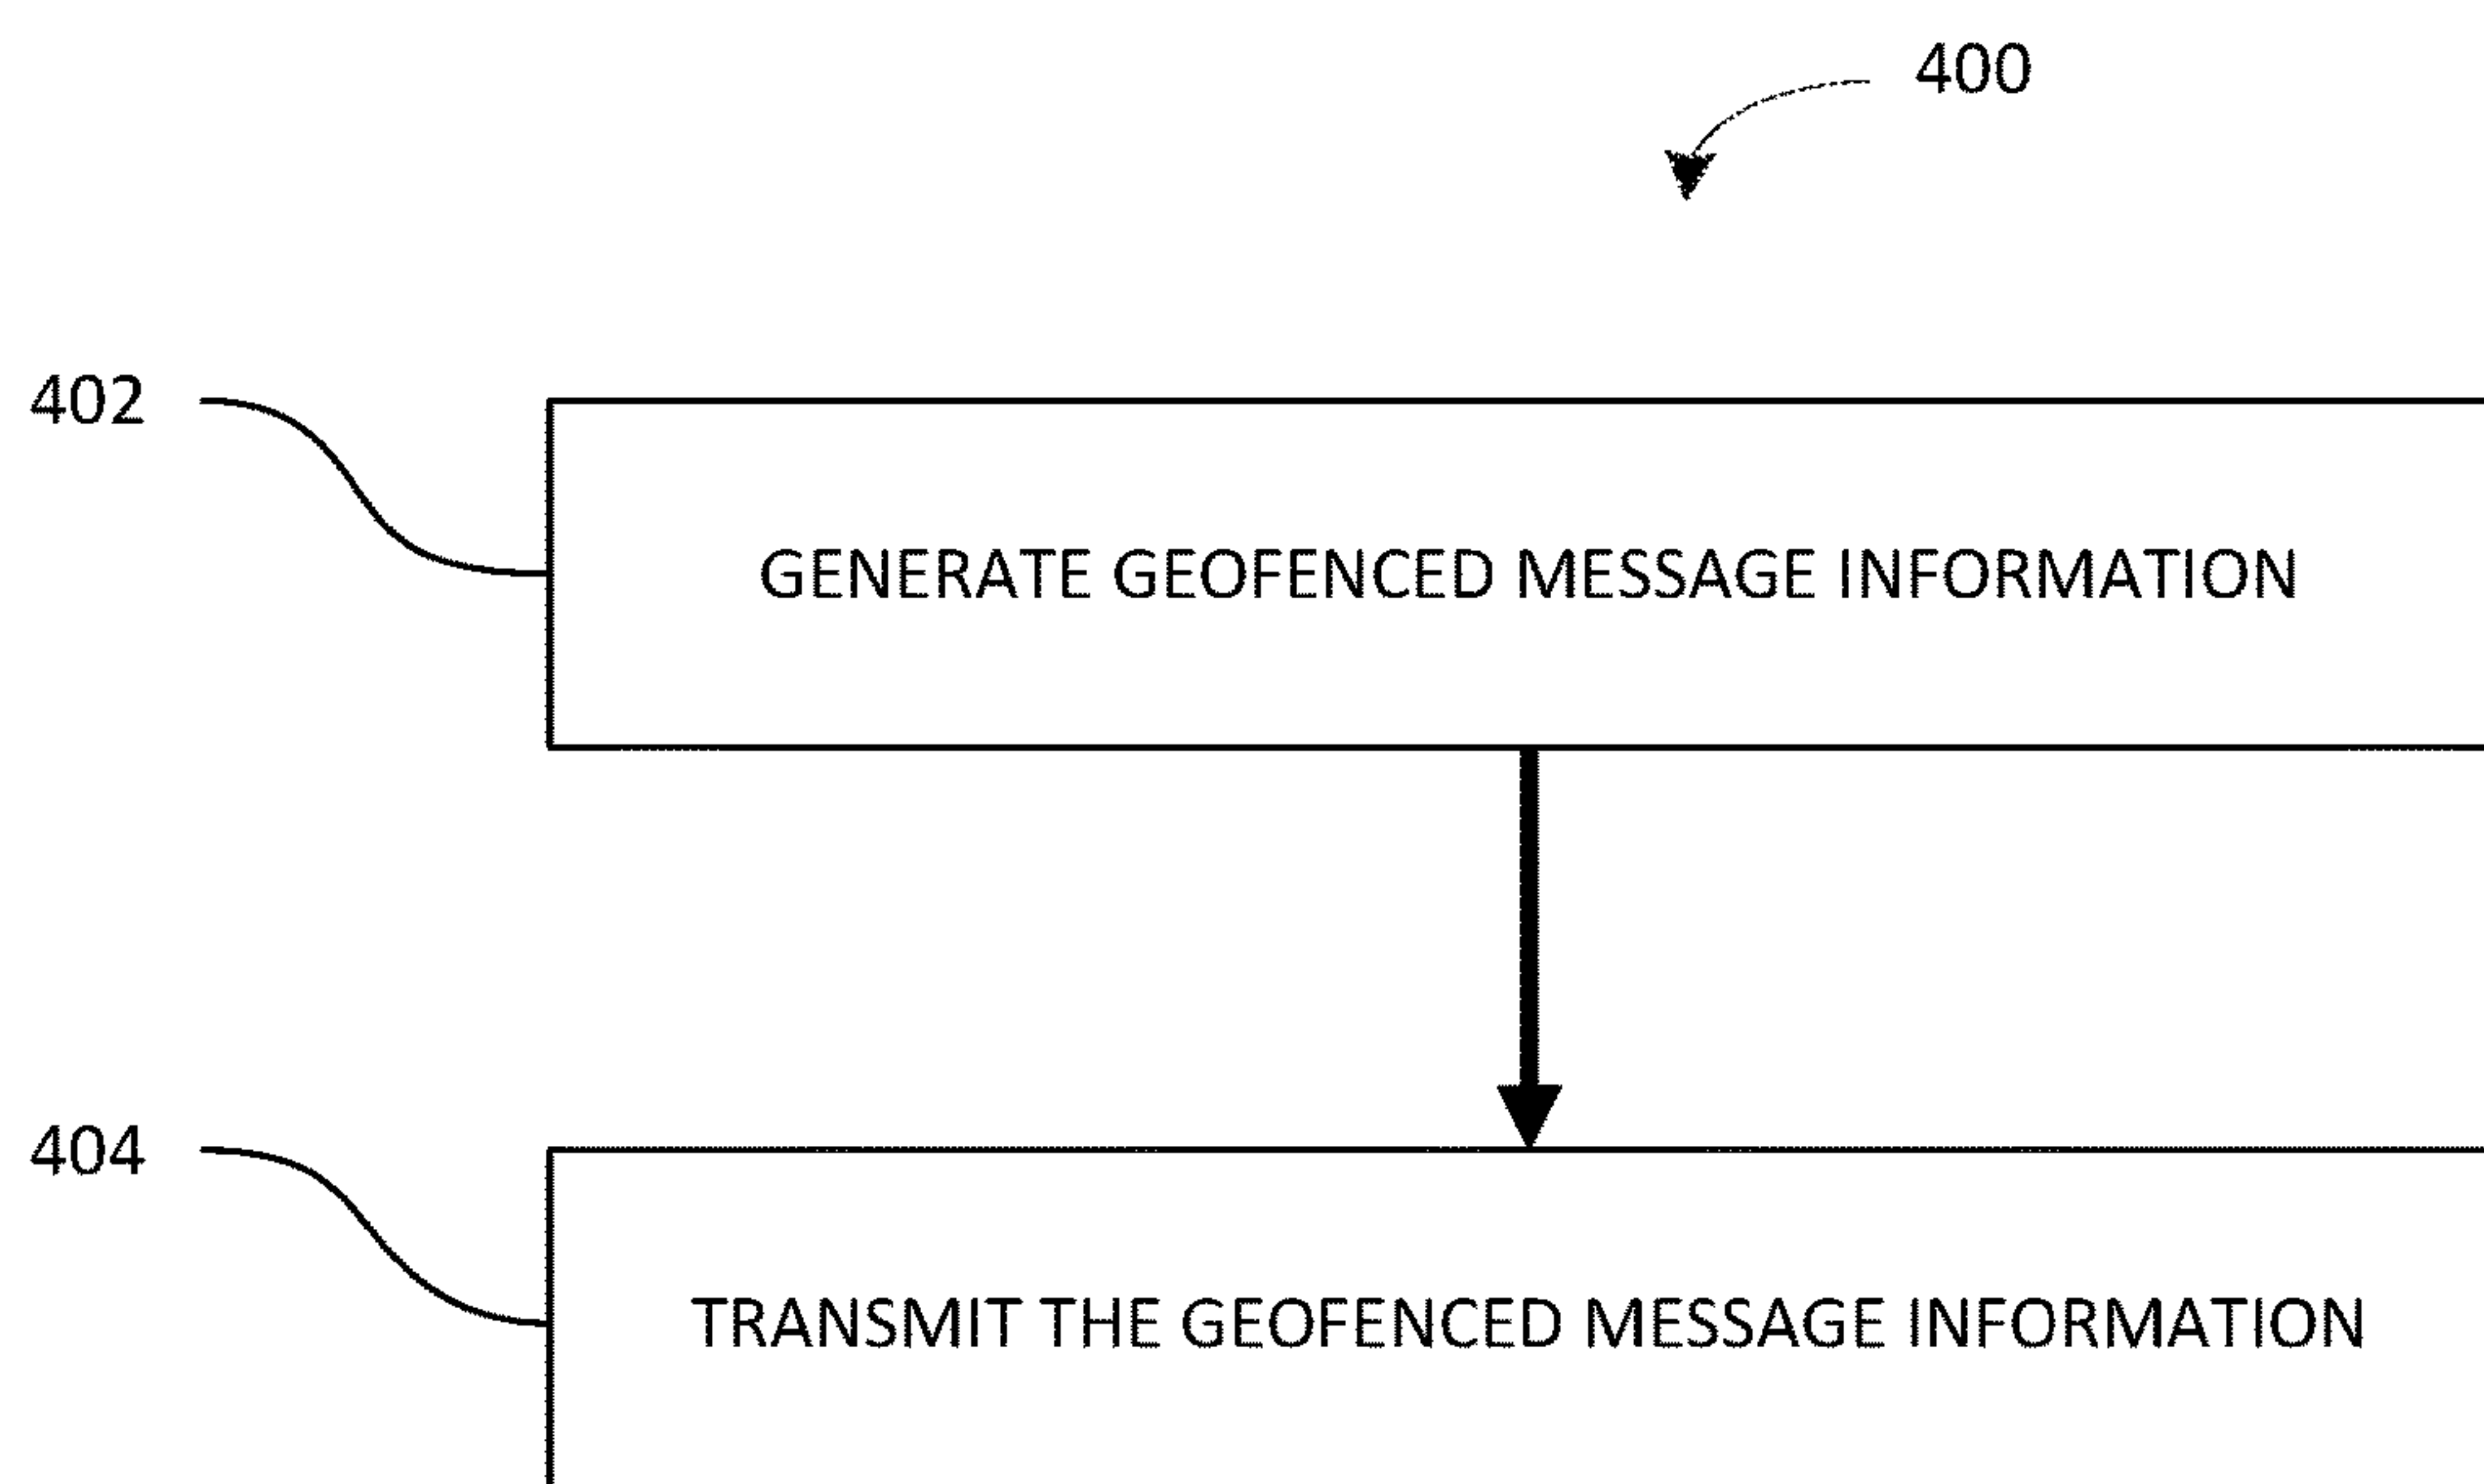 400
402
GENERATE GEOFENCED MESSAGE INFORMATION
404
TRANSMIT THE GEOFENCED MESSAGE INFORMATION